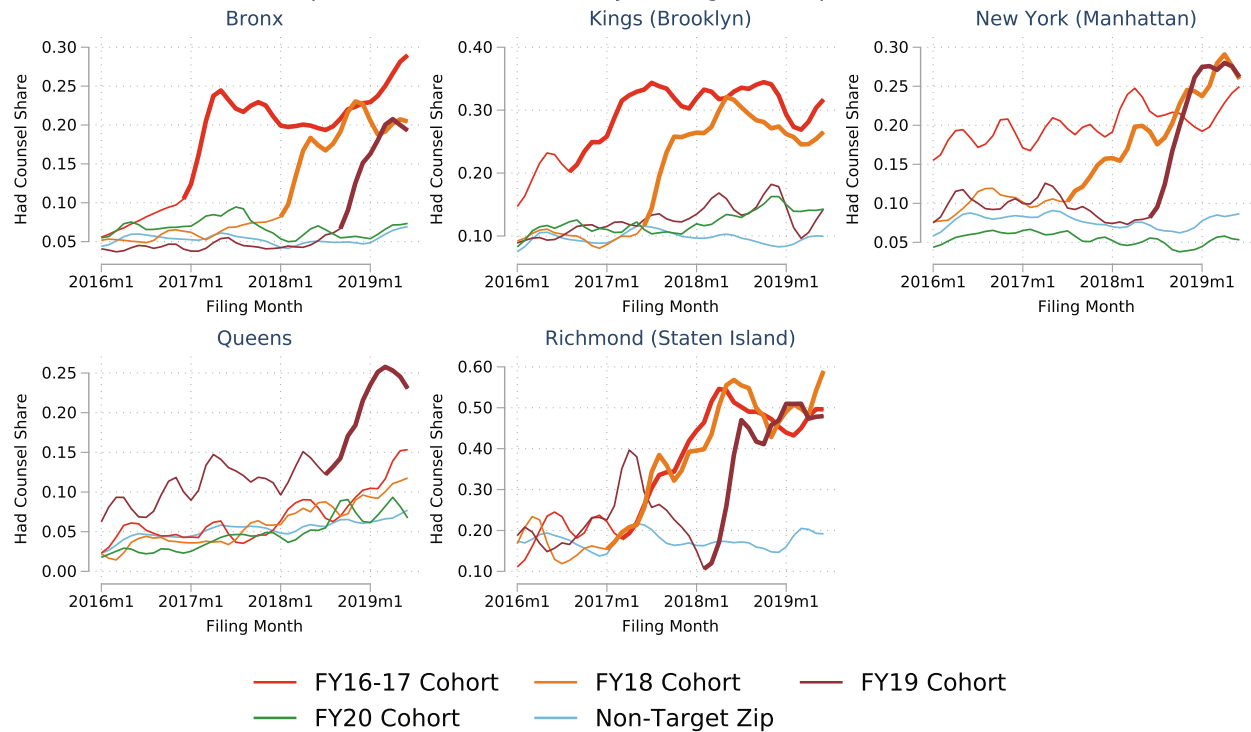 Bronx
Kings (Brooklyn)
New York (Manhattan)
Had Counsel Share
0.30
0.25
0.20
0.15
0.10
0.05
2016m1 2017m1 2018m1 2019m1
Filing Month
Had Counsel Share
0.40
0.30
0.20
0.10
2016m1 2017m1 2018m1 2019m1
Filing Month
Had Counsel Share
0.30
0.25
0.20
0.15
0.10
0.05
2016m1 2017m1 2018m1 2019m1
Filing Month
Queens
Richmond (Staten Island)
Had Counsel Share
0.25
0.20
0.15
0.10
0.05
0.00
2016m1 2017m1 2018m1 2019m1
Filing Month
Had Counsel Share
0.60
0.50
0.40
0.30
0.20
0.10
2016m1 2017m1 2018m1 2019m1
Filing Month
FY16-17 Cohort
FY18 Cohort
FY19 Cohort
FY20 Cohort
Non-Target Zip